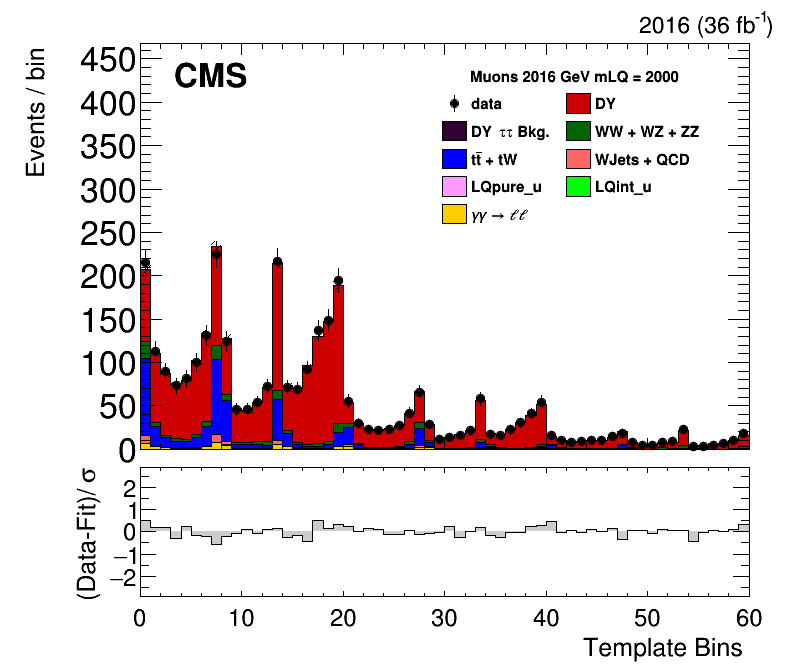 2016 (36 fb⁻¹)
Events / bin
450
400
350
300
250
200
150
100
50
0
CMS
Muons 2016 GeV mLQ = 2000
data DY
DY ττ Bkg. WW + WZ + ZZ
tt̄ + tW WJets + QCD
LQpure_u LQint_u
γγ → ℓℓ
(Data-Fit)/ σ
2
1
0
−1
−2
0 10 20 30 40 50 60
Template Bins